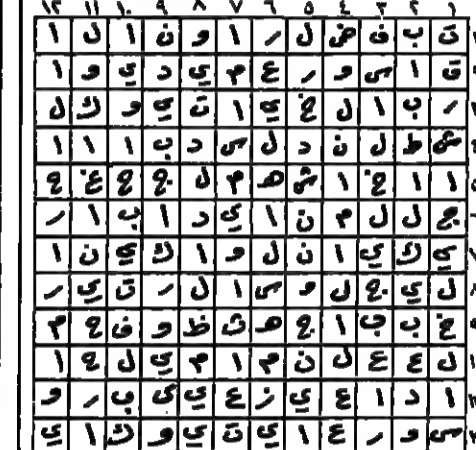 ١ ٢ ٣ ٤ ٥ ٦ ٧ ٨ ٩ ١٠ ١١ ١٢
ت ب ف ض ل ر ا و ن ا ل ا
ق ا س و ر ع م ي د ي و ا
ر ب ا ل خ ي ا ت ي و ك ل
ش ط ل ن د ل س د ب ا ا ا
ا ا خ ا ش ه م ل ج ج غ ح
ج ل ل م ن ا ي د ا ب ا ر
ي ك ي ا ن ل و ا ك ي ن ا
ل ي ج ل و س ا ل ر ت ي ر
خ ب ب ا ج ه ث ظ و ف ح م
ل ع ع ل ن م ا م ي ل ح ا
ا د ا ع ي ز ع ي ي ب ر و
س و ر ع ا ي ت ي و ك ا ي